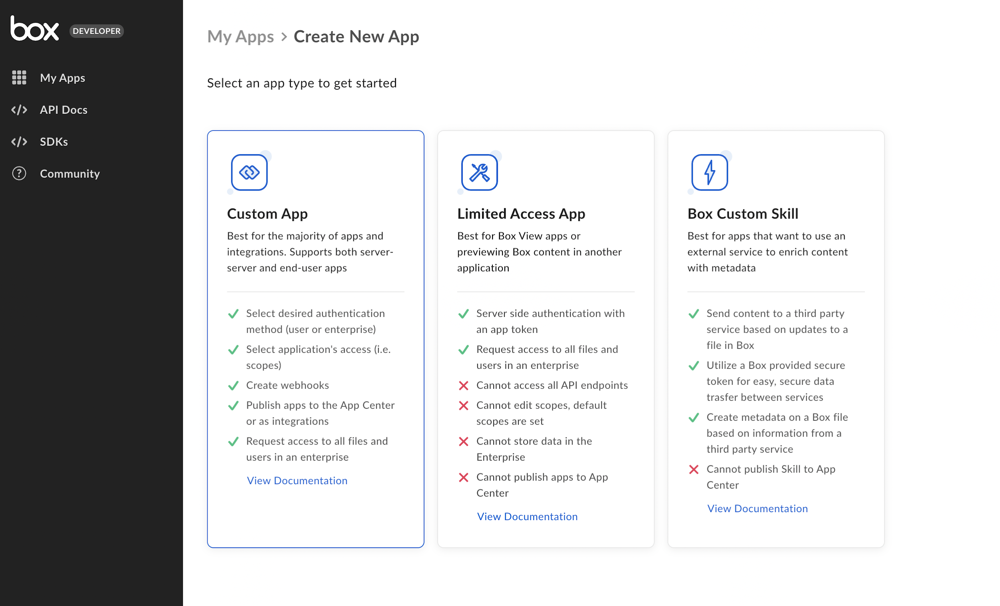 box DEVELOPER
My Apps
API Docs
SDKs
Community
My Apps > Create New App
Select an app type to get started
Custom App
Best for the majority of apps and
integrations. Supports both server-
server and end-user apps
Select desired authentication
method (user or enterprise)
Select application's access (i.e.
scopes)
Create webhooks
Publish apps to the App Center
or as integrations
Request access to all files and
users in an enterprise
View Documentation
Limited Access App
Best for Box View apps or
previewing Box content in another
application
Server side authentication with
an app token
Request access to all files and
users in an enterprise
Cannot access all API endpoints
Cannot edit scopes, default
scopes are set
Cannot store data in the
Enterprise
Cannot publish apps to App
Center
View Documentation
Box Custom Skill
Best for apps that want to use an
external service to enrich content
with metadata
Send content to a third party
service based on updates to a
file in Box
Utilize a Box provided secure
token for easy, secure data
trasfer between services
Create metadata on a Box file
based on information from a
third party service
Cannot publish Skill to App
Center
View Documentation